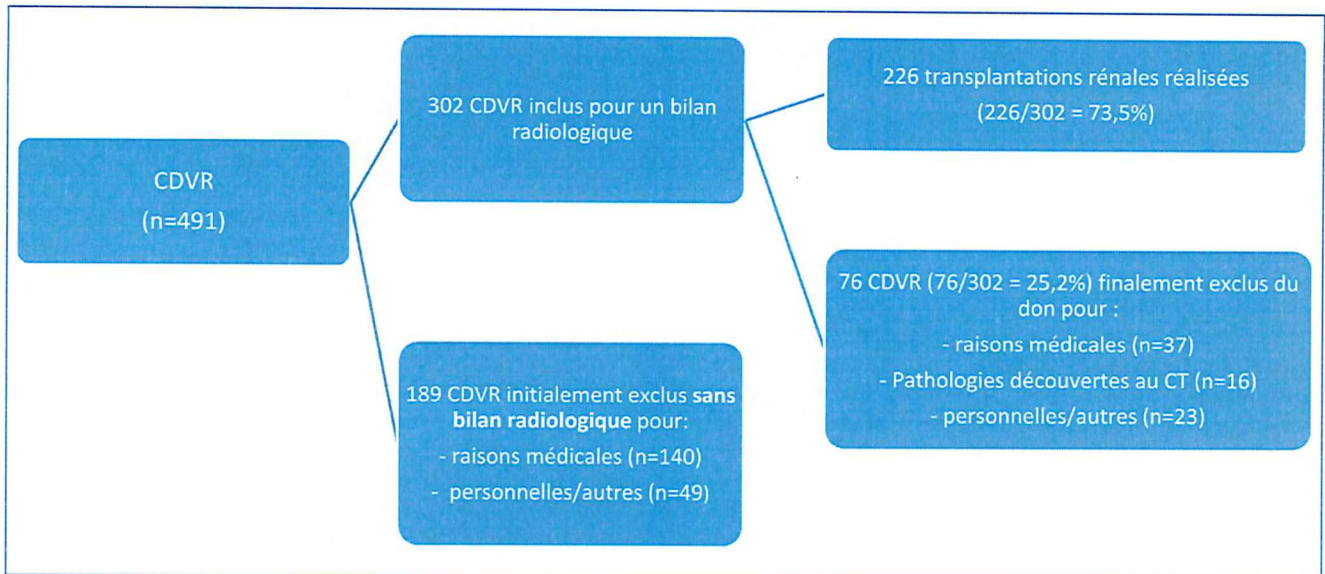 CDVR
(n=491)
302 CDVR inclus pour un bilan
radiologique
189 CDVR initialement exclus sans
bilan radiologique pour:
- raisons médicales (n=140)
- personnelles/autres (n=49)
226 transplantations rénales réalisées
(226/302 = 73,5%)
76 CDVR (76/302 = 25,2%) finalement exclus du
don pour :
- raisons médicales (n=37)
- Pathologies découvertes au CT (n=16)
- personnelles/autres (n=23)